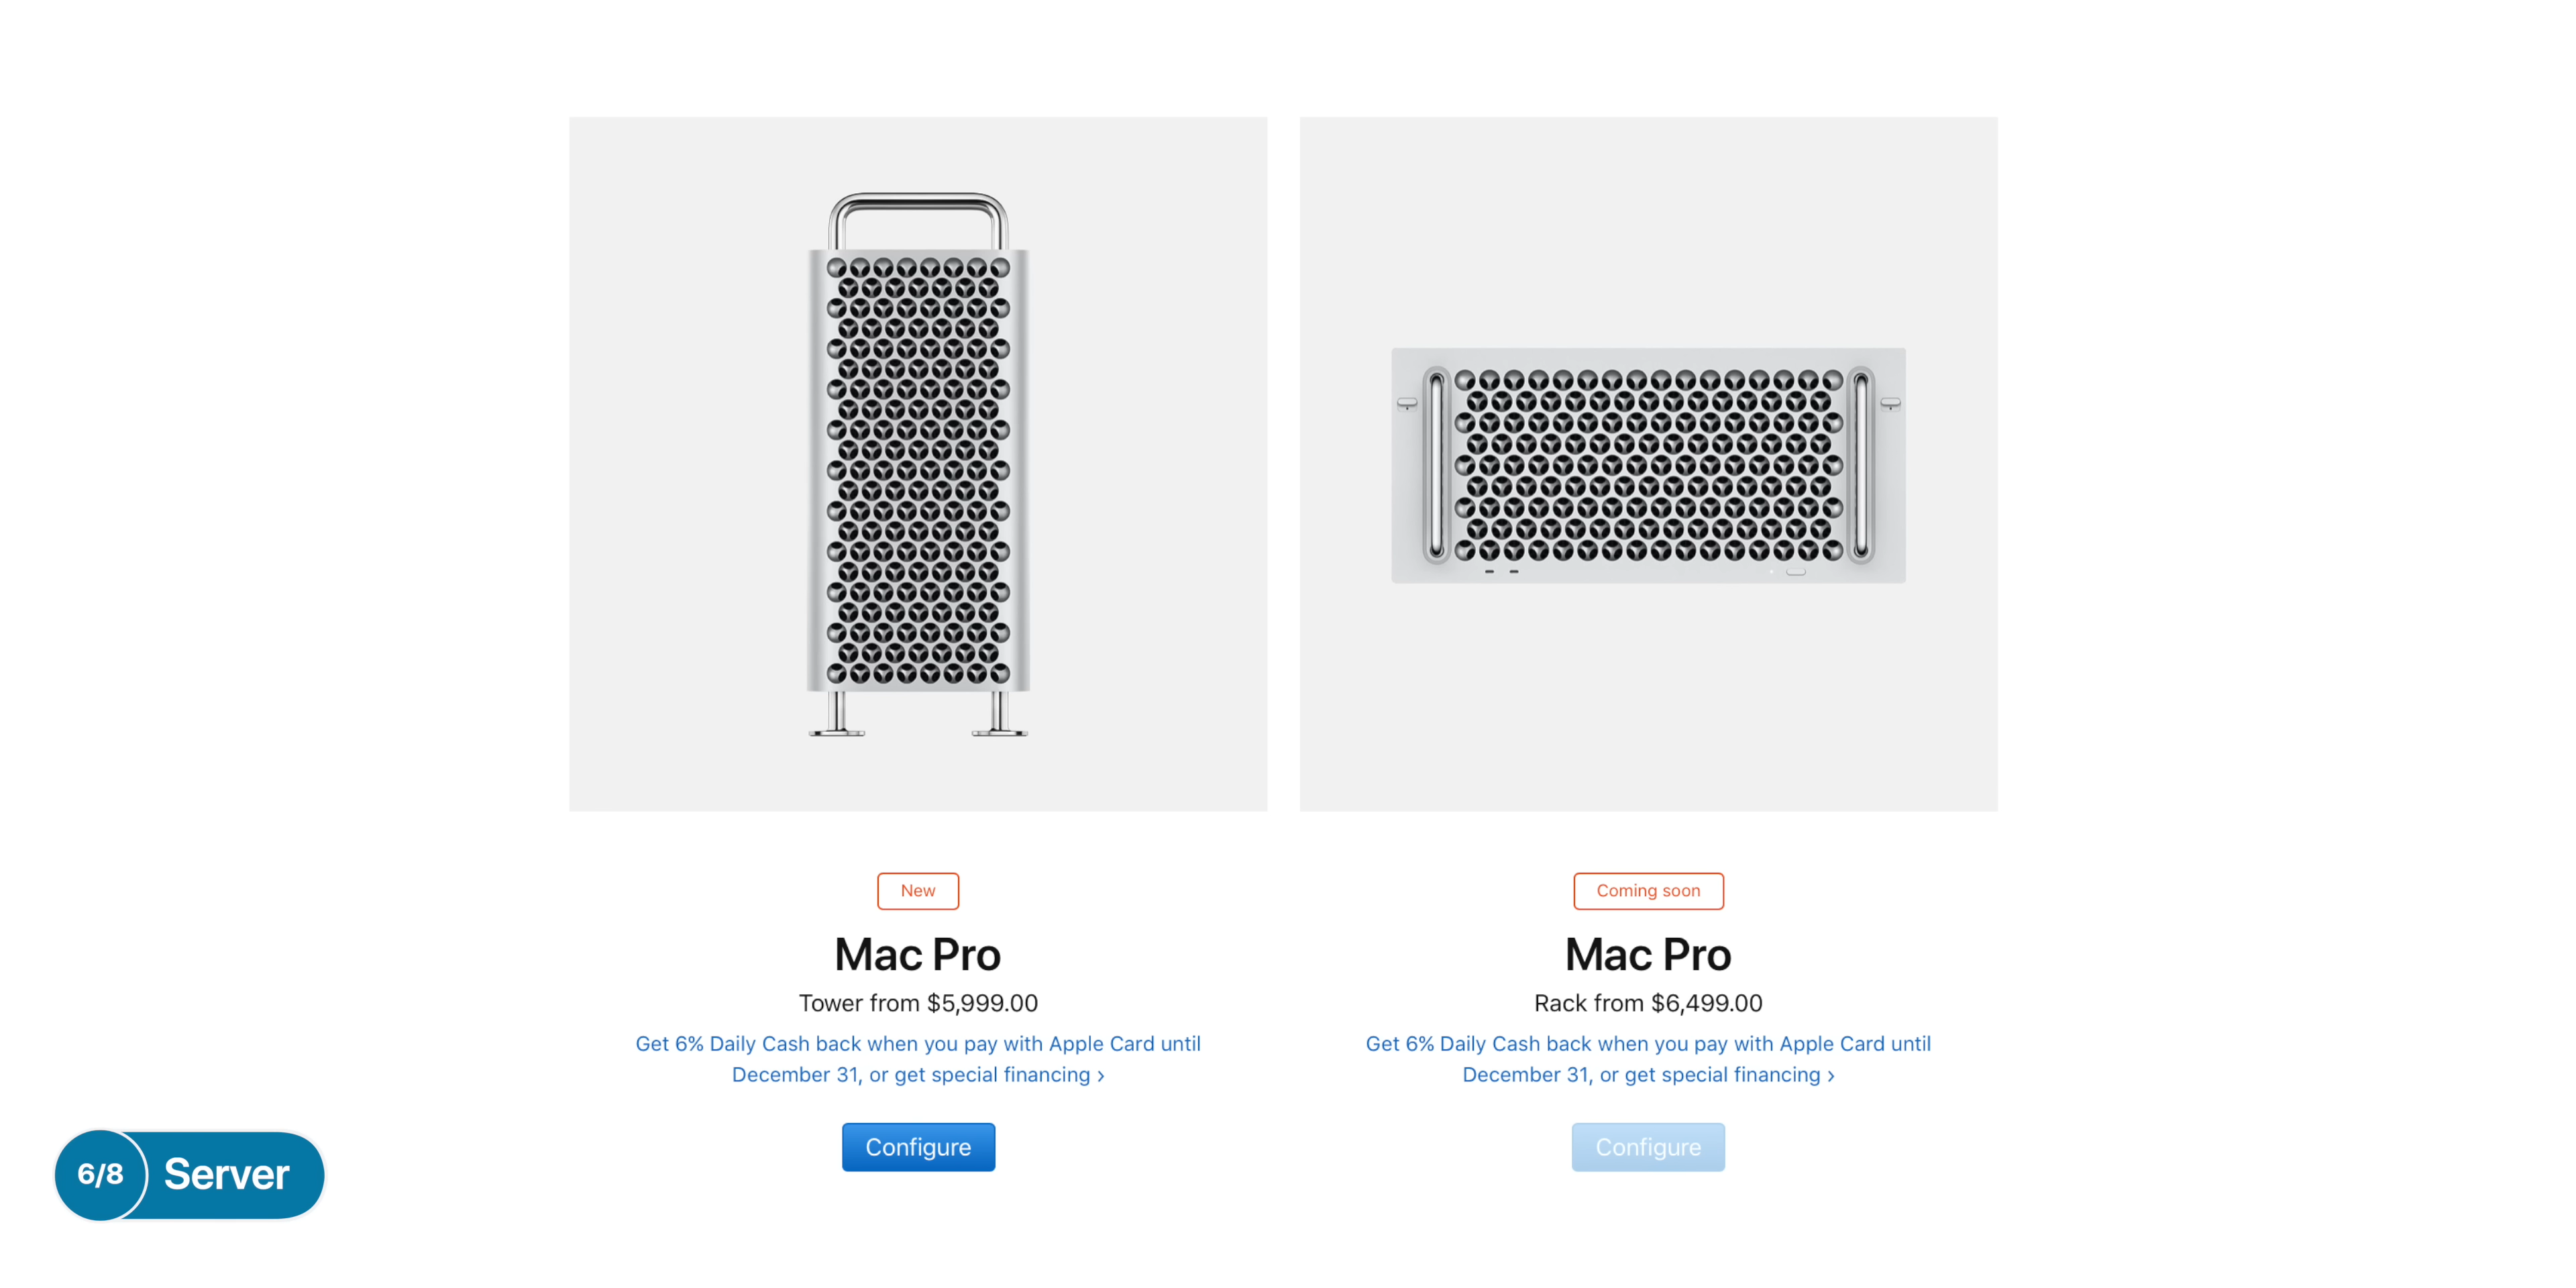 New
Mac Pro
Tower from $5,999.00
Get 6% Daily Cash back when you pay with Apple Card until
December 31, or get special financing ›
Configure
Coming soon
Mac Pro
Rack from $6,499.00
Get 6% Daily Cash back when you pay with Apple Card until
December 31, or get special financing ›
Configure
6/8 Server